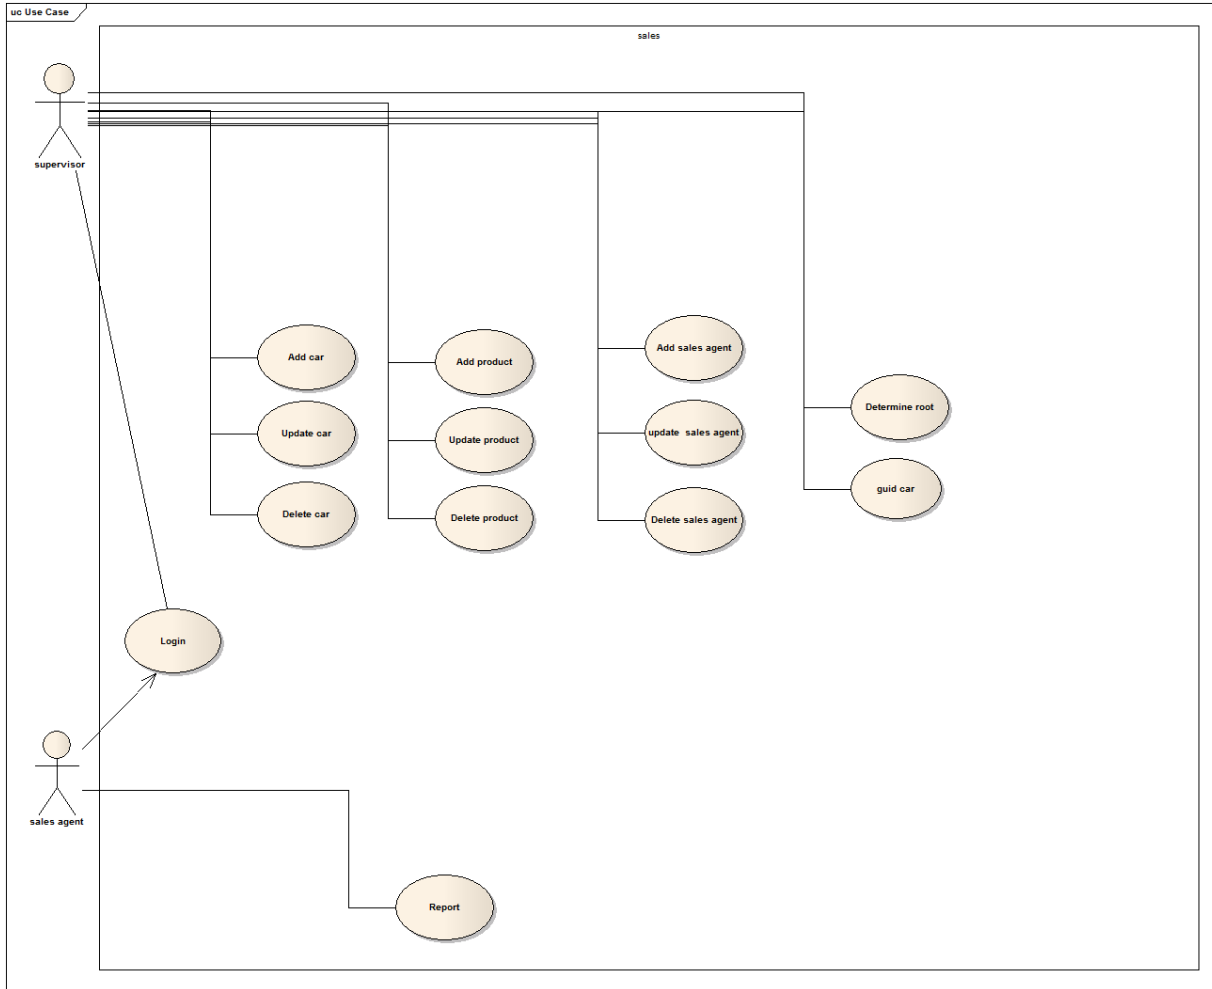 uc Use Case
sales
supervisor
Add car
Add product
Add sales agent
Determine root
Update car
Update product
update  sales agent
guid car
Delete car
Delete product
Delete sales agent
Login
sales agent
Report